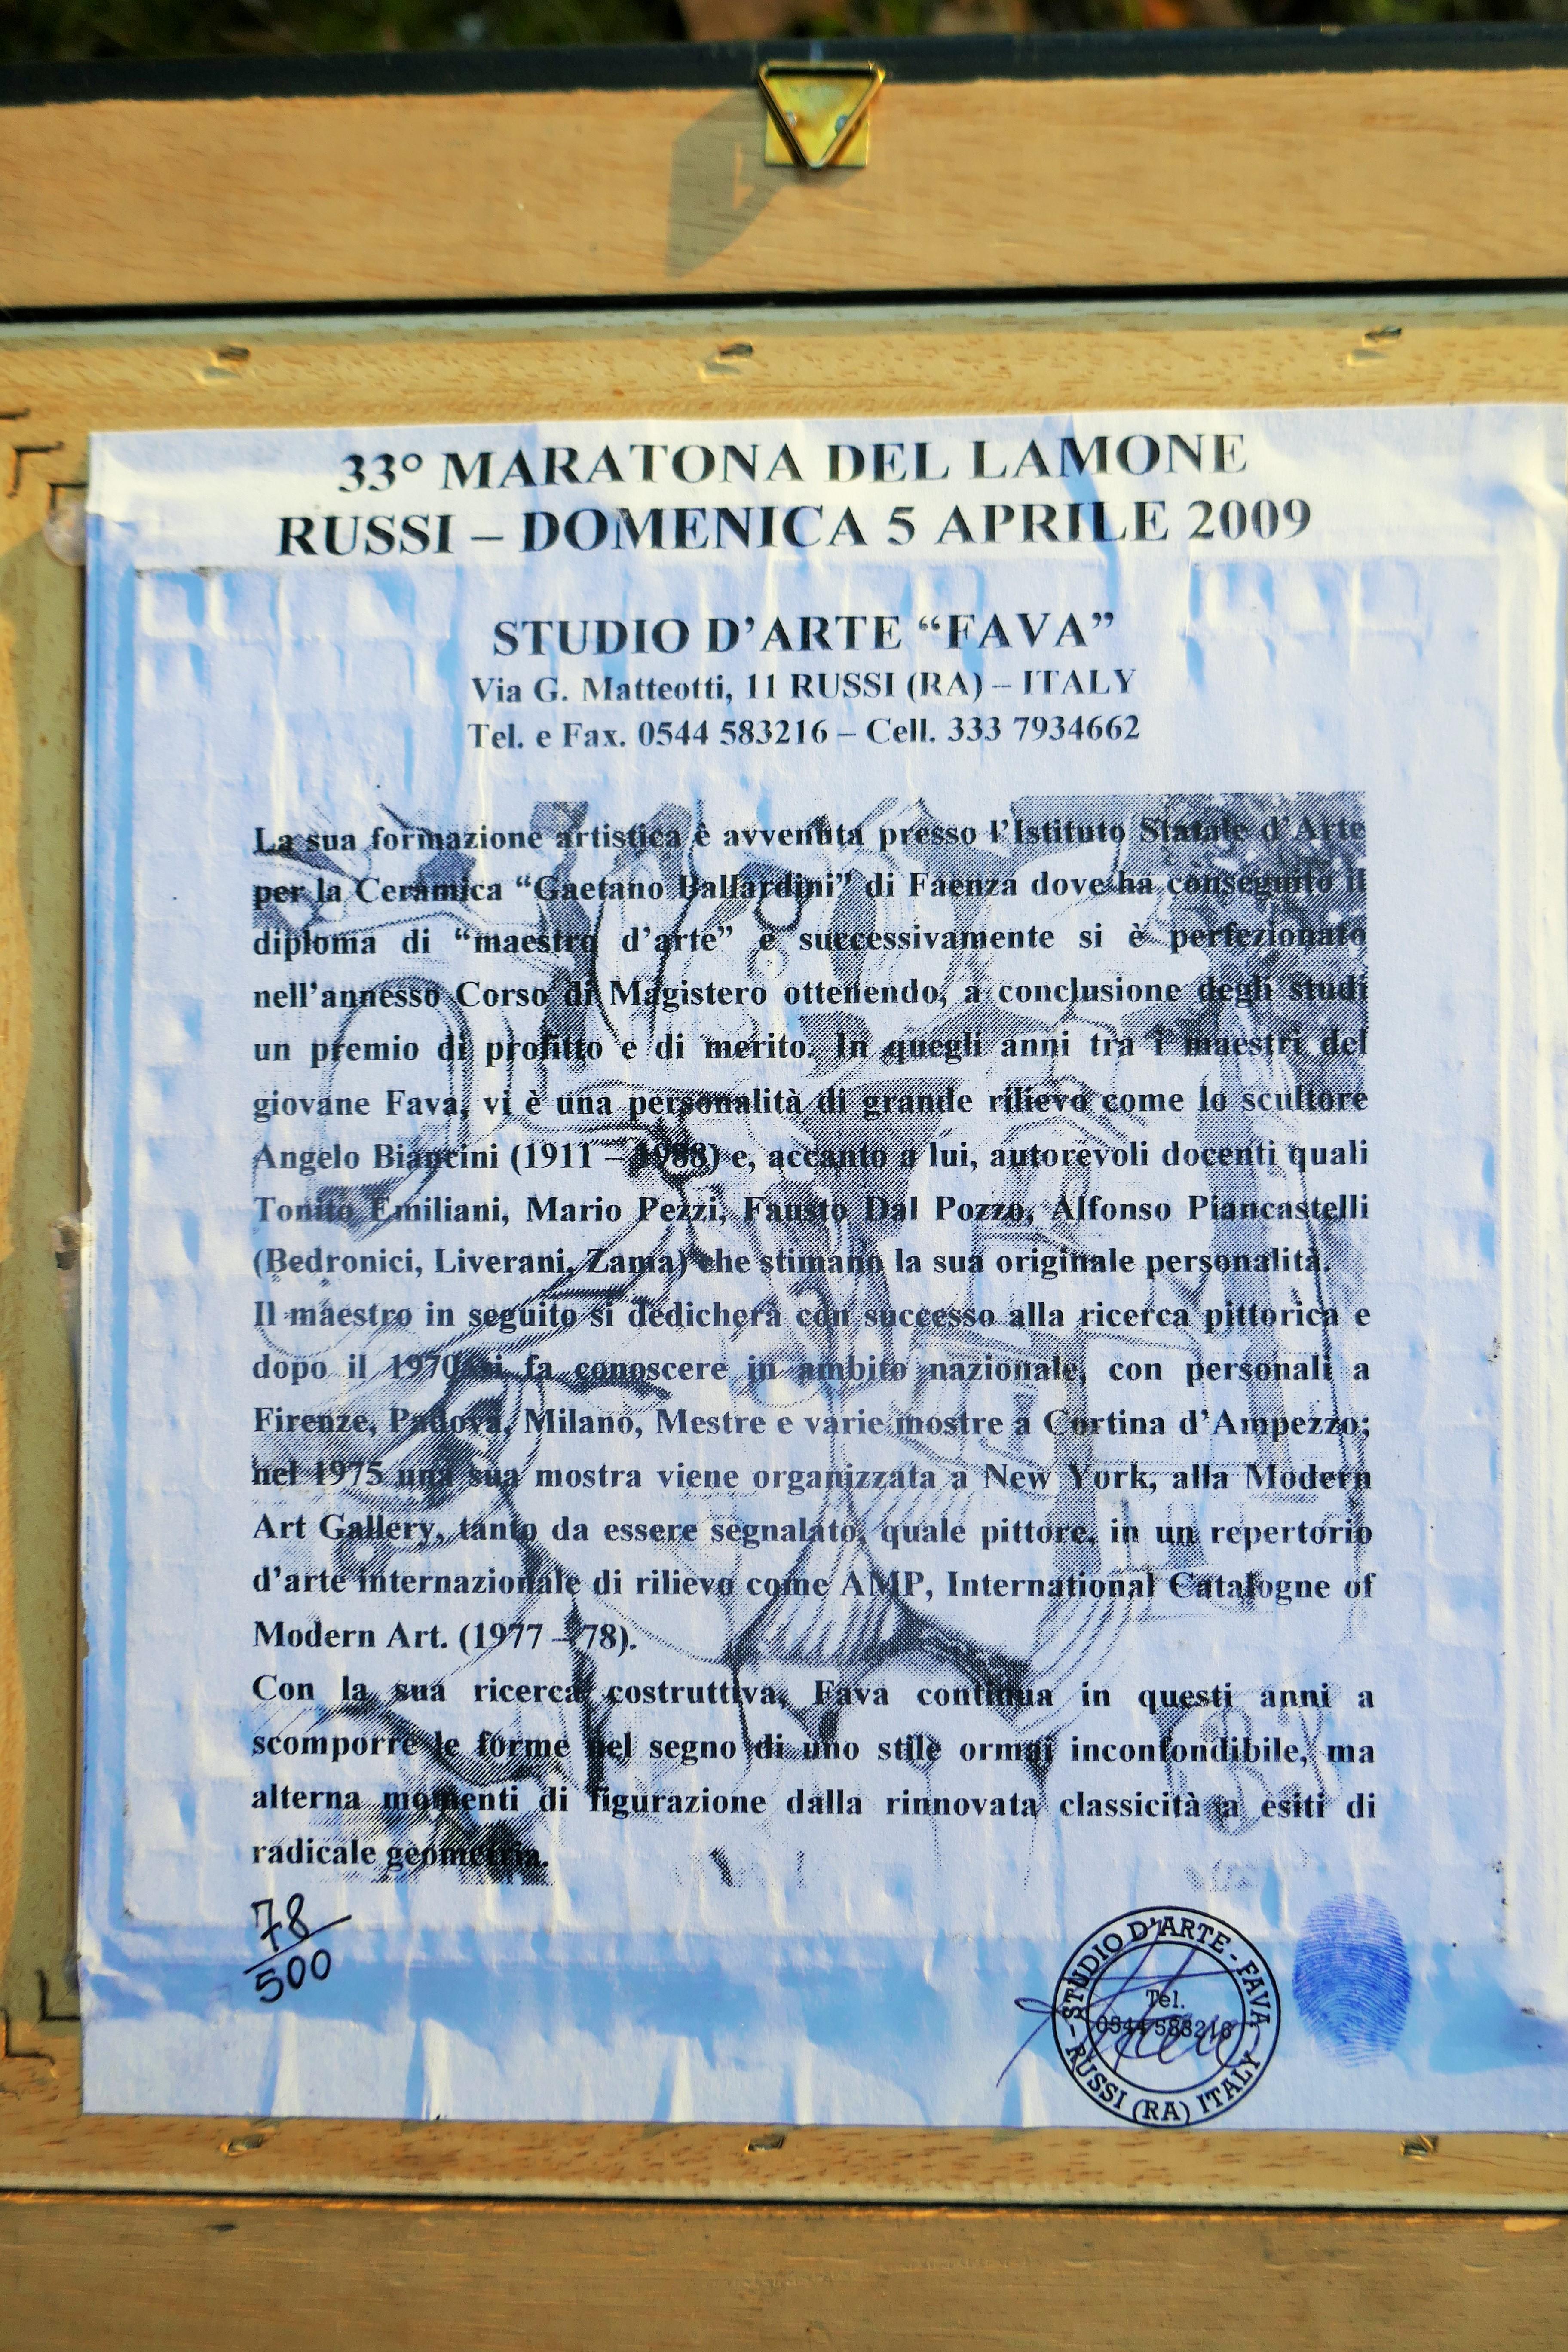 33° MARATONA DEL LAMONE
RUSSI – DOMENICA 5 APRILE 2009
STUDIO D'ARTE “FAVA”
Via G. Matteotti, 11 RUSSI (RA) – ITALY
Tel. e Fax. 0544 583216 – Cell. 333 7934662
La sua formazione artistica è avvenuta presso l'Istituto Statale d'Arte
per la Ceramica “Gaetano Ballardini” di Faenza dove ha conseguito il
diploma di “maestro d'arte” e successivamente si è perfezionato
nell'annesso Corso di Magistero ottenendo, a conclusione degli studi
un premio di profitto e di merito. In quegli anni tra i maestri del
giovane Fava, vi è una personalità di grande rilievo come lo scultore
Angelo Biancini (1911 – 1988) e, accanto a lui, autorevoli docenti quali
Tonito Emiliani, Mario Pezzi, Fausto Dal Pozzo, Alfonso Piancastelli
(Bedronici, Liverani, Zama) che stimano la sua originale personalità.
Il maestro in seguito si dedicherà con successo alla ricerca pittorica e
dopo il 1970 si fa conoscere in ambito nazionale, con personali a
Firenze, Padova, Milano, Mestre e varie mostre a Cortina d'Ampezzo;
nel 1975 una sua mostra viene organizzata a New York, alla Modern
Art Gallery, tanto da essere segnalato, quale pittore, in un repertorio
d'arte internazionale di rilievo come AMP, International Catalogne of
Modern Art. (1977 – 78).
Con la sua ricerca costruttiva, Fava continua in questi anni a
scomporre le forme nel segno di uno stile ormai inconfondibile, ma
alterna momenti di figurazione dalla rinnovata classicità a esiti di
radicale geometria.
78
500
STUDIO D'ARTE - FAVA
Tel.
0544 583216
- RUSSI (RA) ITALY -